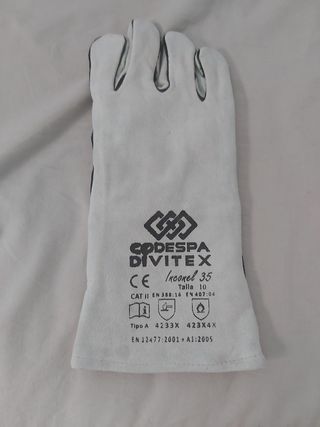 CODESPA
DIVITEX
CE Inconel 35
Talla 10
CAT II EN 388:16 EN 407:04
Tipo A 4233X 423X4X
EN 12477:2001 + A1:2005